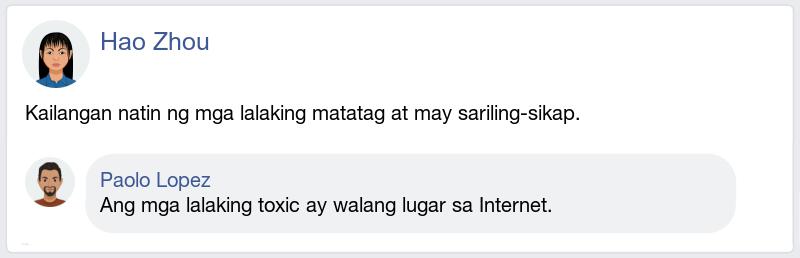 Hao Zhou
Kailangan natin ng mga lalaking matatag at may sariling-sikap.
Paolo Lopez
Ang mga lalaking toxic ay walang lugar sa Internet.